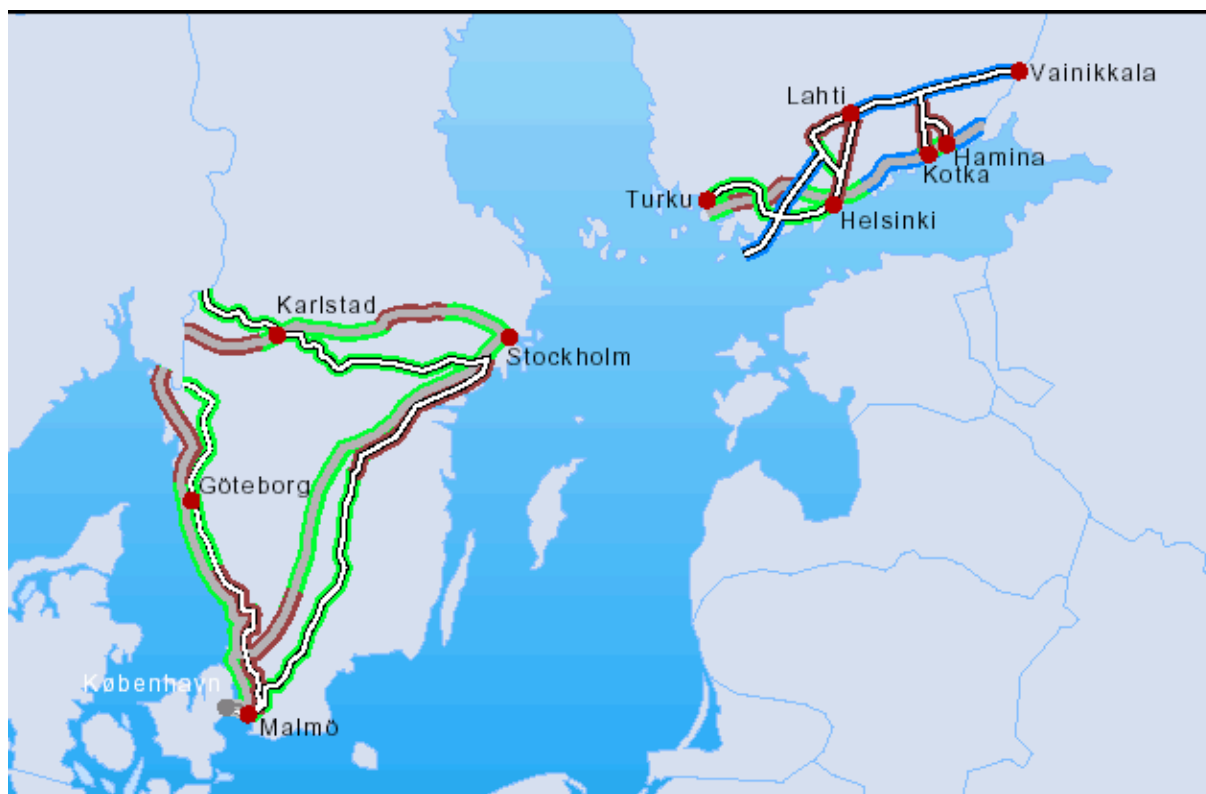 Vainikkala
Lahti
Hamina
Kotka
Turku
Helsinki
Karlstad
Stockholm
Göteborg
København
Malmö